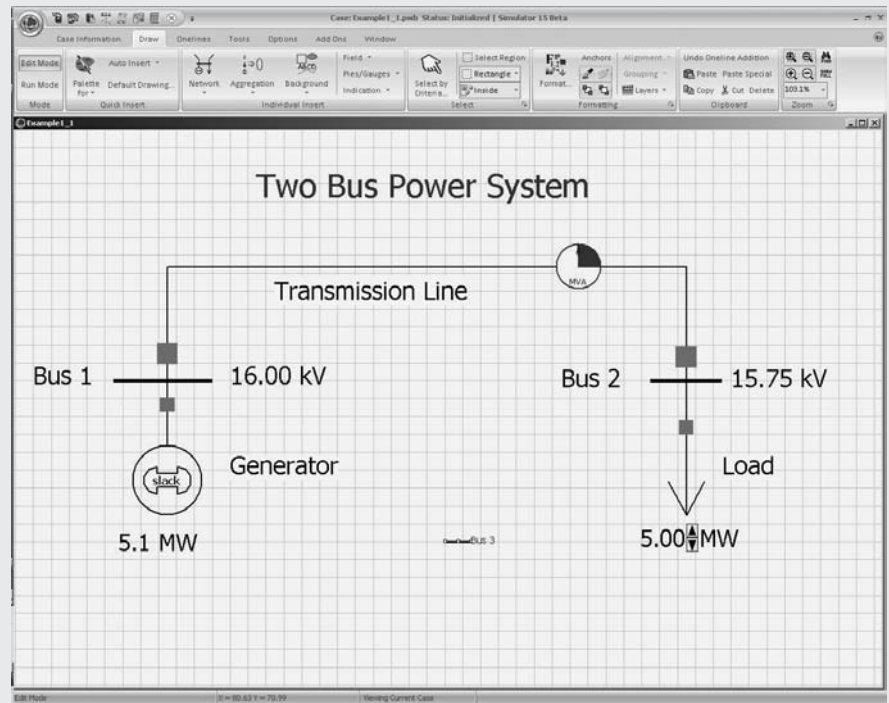 Case: Example1_1.pwb Status: Initialized | Simulator 15 Beta
Case Information Draw Onelines Tools Options Add Ons Window
Edit Mode
Run Mode
Mode
Palette For
Auto Insert
Default Drawing...
Quick Insert
Network
Aggregation
Background
Field
Pies/Gauges
Indication
Individual Insert
Select by Criteria...
Select Region
Rectangle
Inside
Select
Format...
Anchors
Alignment
Grouping
Layers
Formatting
Undo Oneline Addition
Paste Paste Special
Copy Cut Delete
Clipboard
103.1%
Zoom
Example1_1
Two Bus Power System
MVA
Transmission Line
Bus 1
16.00 kV
Bus 2
15.75 kV
slack
Generator
Load
5.1 MW
Bus 3
5.00 MW
Edit Mode
X = 80.63 Y = 70.99
Viewing Current Case